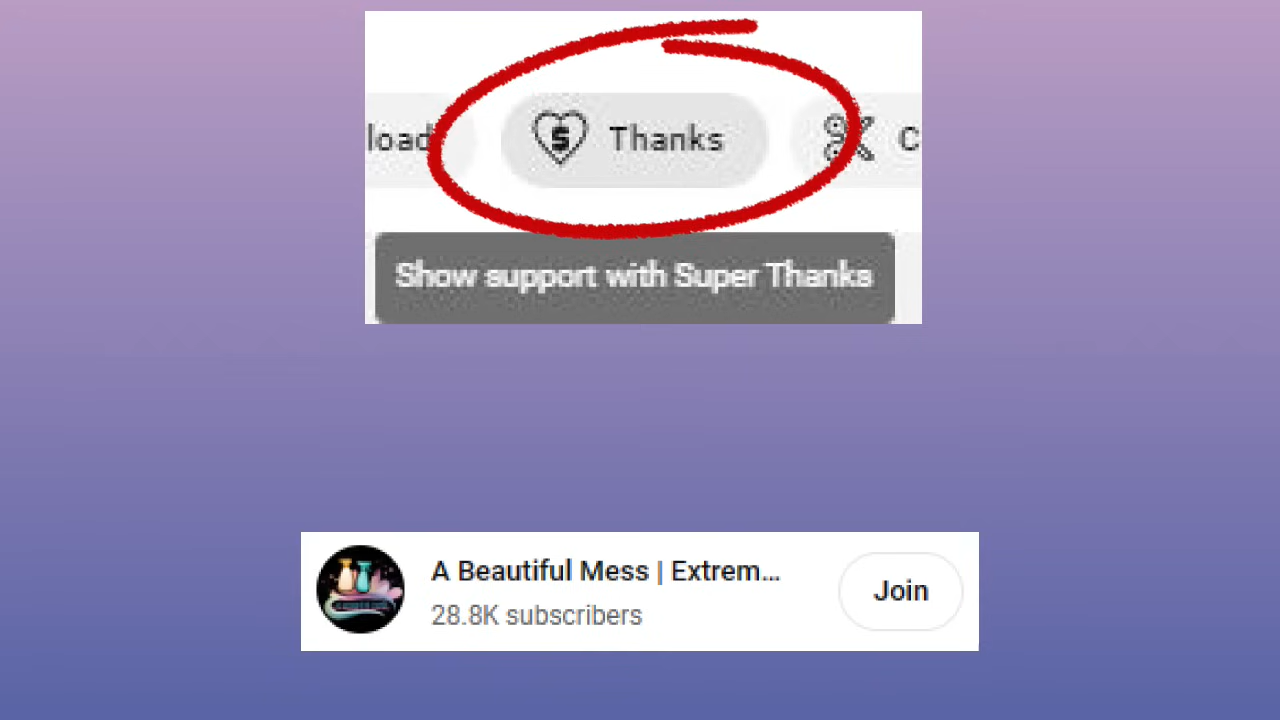 load
$ Thanks
C
Show support with Super Thanks
A Beautiful Mess | Extrem...
28.8K subscribers
Join